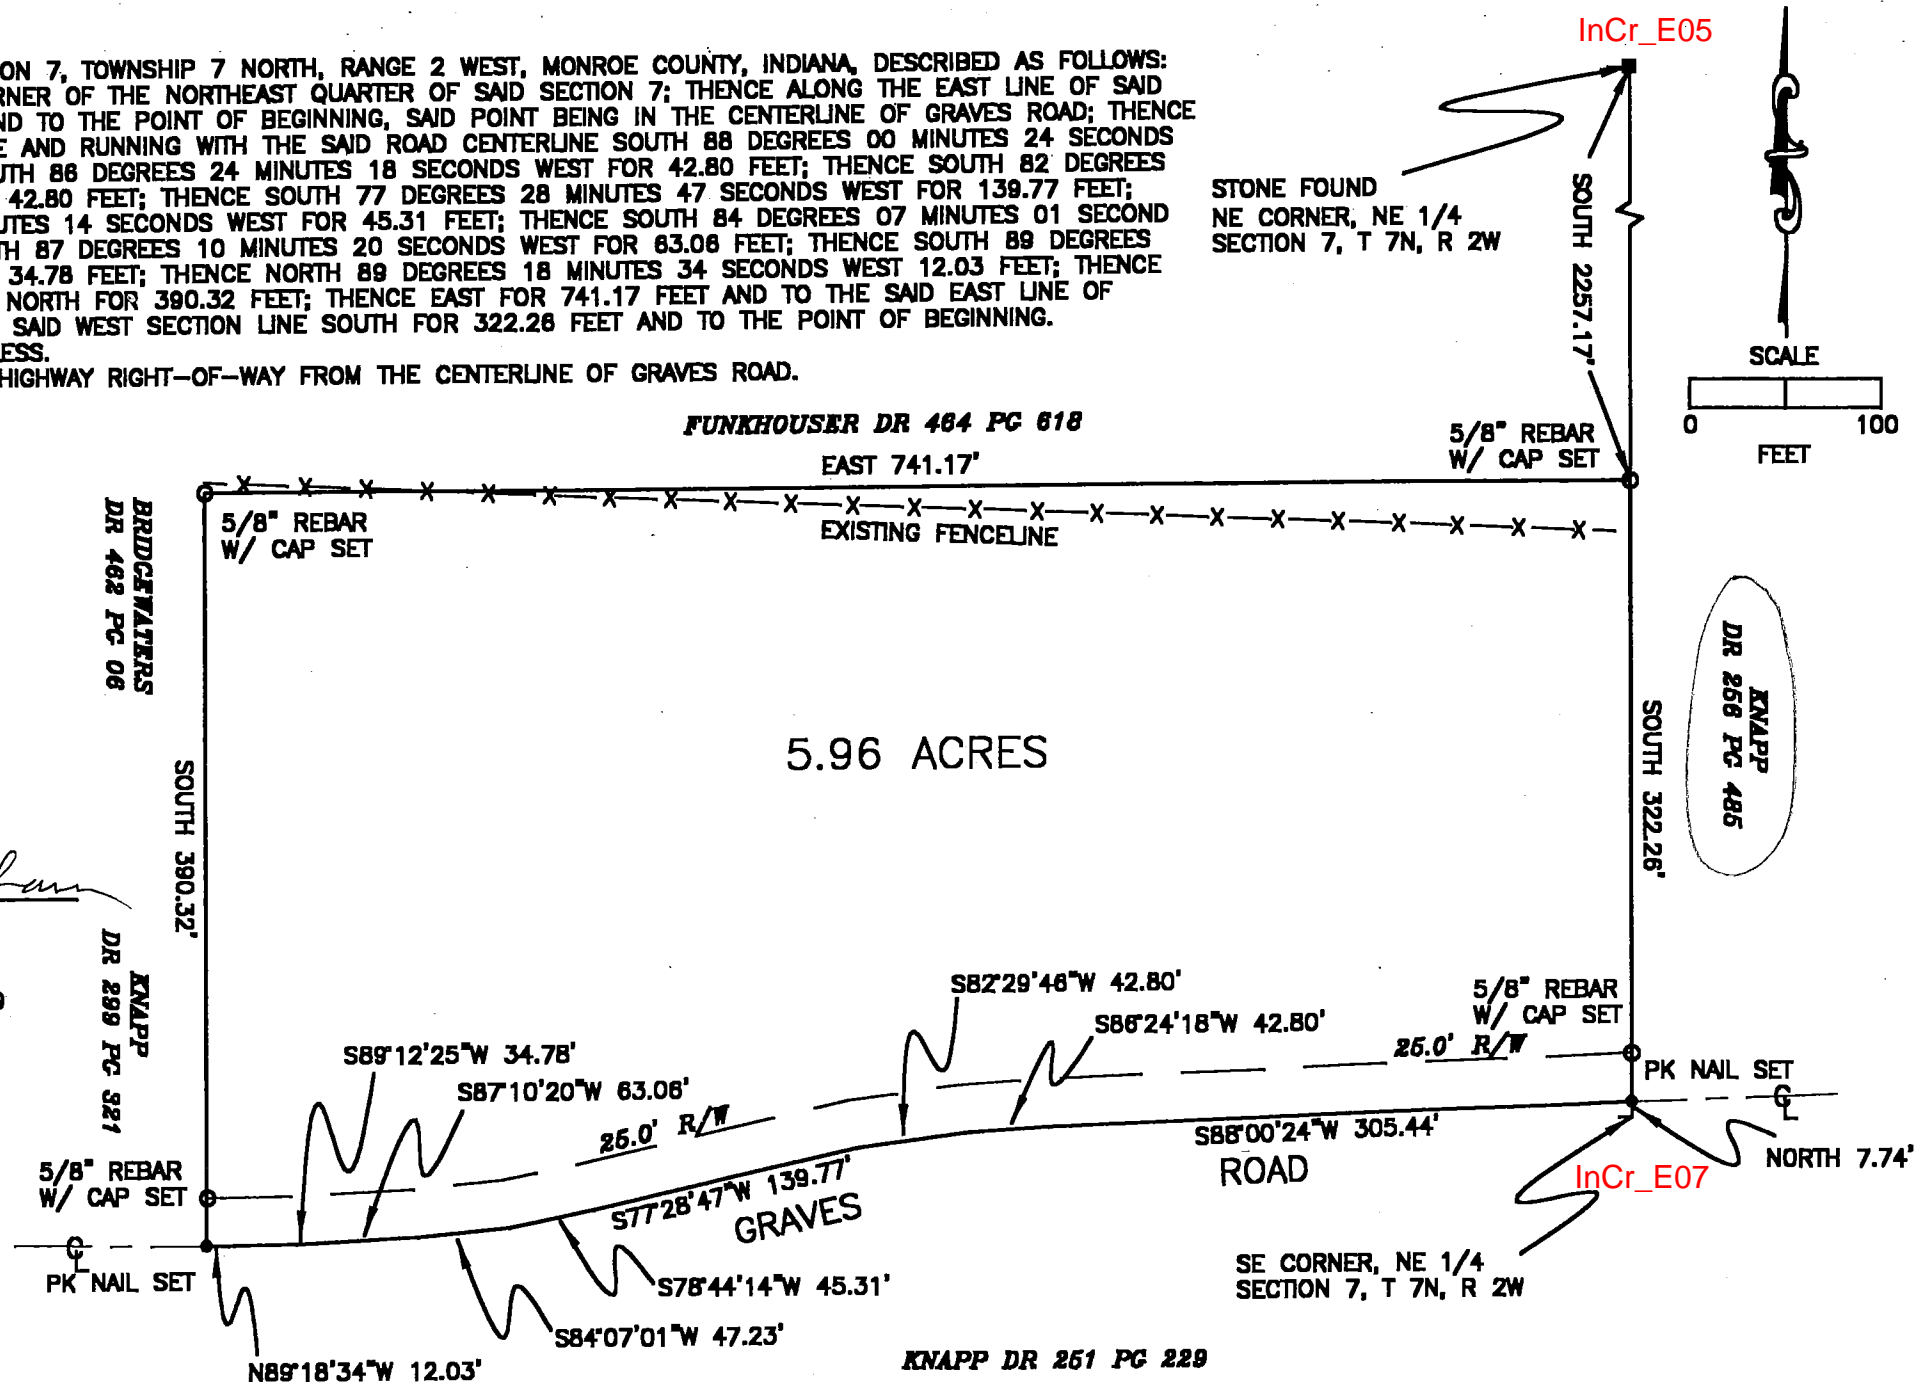 InCr_E05
ON 7, TOWNSHIP 7 NORTH, RANGE 2 WEST, MONROE COUNTY, INDIANA, DESCRIBED AS FOLLOWS:
RNER OF THE NORTHEAST QUARTER OF SAID SECTION 7; THENCE ALONG THE EAST LINE OF SAID
ND TO THE POINT OF BEGINNING, SAID POINT BEING IN THE CENTERLINE OF GRAVES ROAD; THENCE
E AND RUNNING WITH THE SAID ROAD CENTERLINE SOUTH 88 DEGREES 00 MINUTES 24 SECONDS
UTH 86 DEGREES 24 MINUTES 18 SECONDS WEST FOR 42.80 FEET; THENCE SOUTH 82 DEGREES
42.80 FEET; THENCE SOUTH 77 DEGREES 28 MINUTES 47 SECONDS WEST FOR 139.77 FEET;
UTES 14 SECONDS WEST FOR 45.31 FEET; THENCE SOUTH 84 DEGREES 07 MINUTES 01 SECOND
TH 87 DEGREES 10 MINUTES 20 SECONDS WEST FOR 63.06 FEET; THENCE SOUTH 89 DEGREES
34.78 FEET; THENCE NORTH 89 DEGREES 18 MINUTES 34 SECONDS WEST 12.03 FEET; THENCE
NORTH FOR 390.32 FEET; THENCE EAST FOR 741.17 FEET AND TO THE SAID EAST LINE OF
SAID WEST SECTION LINE SOUTH FOR 322.26 FEET AND TO THE POINT OF BEGINNING.
ESS.
HIGHWAY RIGHT-OF-WAY FROM THE CENTERLINE OF GRAVES ROAD.
STONE FOUND
NE CORNER, NE 1/4
SECTION 7, T 7N, R 2W
SOUTH 2257.17'
SCALE
0 100
FEET
FUNKHOUSER DR 464 PG 618
EAST 741.17'
5/8" REBAR
W/ CAP SET
5/8" REBAR
W/ CAP SET
EXISTING FENCELINE
BRIDGEWATERS
DR 462 PG 06
5.96 ACRES
KNAPP
DR 256 PG 485
SOUTH 322.26'
SOUTH 390.32'
KNAPP
DR 299 PG 321
S82°29'46"W 42.80'
S86°24'18"W 42.80'
5/8" REBAR
W/ CAP SET
25.0' R/W
PK NAIL SET
CL
S89°12'25"W 34.78'
S87°10'20"W 63.06'
25.0' R/W
S88°00'24"W 305.44'
ROAD
NORTH 7.74'
InCr_E07
5/8" REBAR
W/ CAP SET
S77°28'47"W 139.77'
GRAVES
CL
PK NAIL SET
SE CORNER, NE 1/4
SECTION 7, T 7N, R 2W
S78°44'14"W 45.31'
S84°07'01"W 47.23'
N89°18'34"W 12.03'
KNAPP DR 251 PG 229